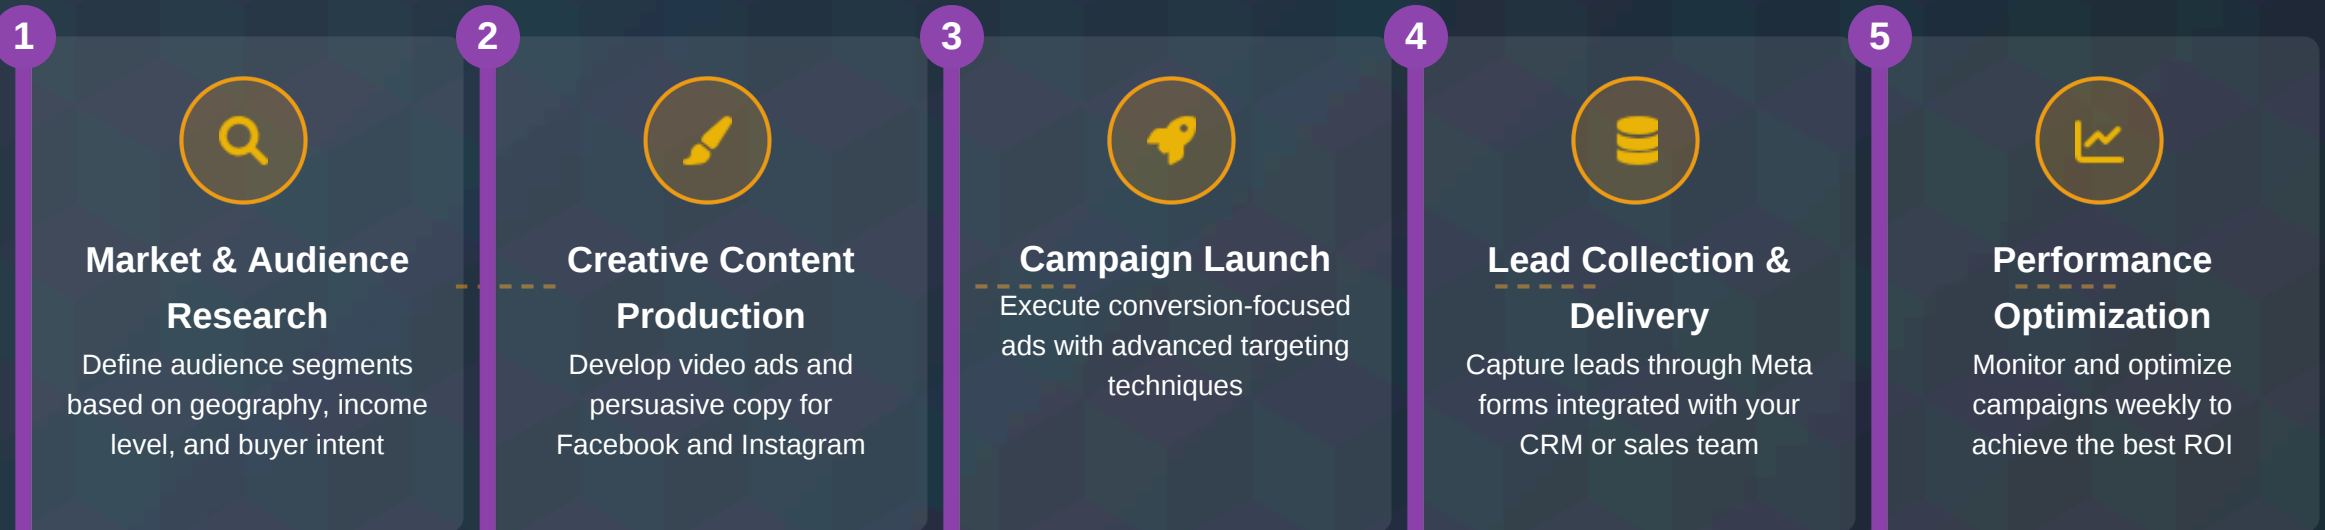 1
Market & Audience
Research
Define audience segments
based on geography, income
level, and buyer intent
2
Creative Content
Production
Develop video ads and
persuasive copy for
Facebook and Instagram
3
Campaign Launch
Execute conversion-focused
ads with advanced targeting
techniques
4
Lead Collection &
Delivery
Capture leads through Meta
forms integrated with your
CRM or sales team
5
Performance
Optimization
Monitor and optimize
campaigns weekly to
achieve the best ROI